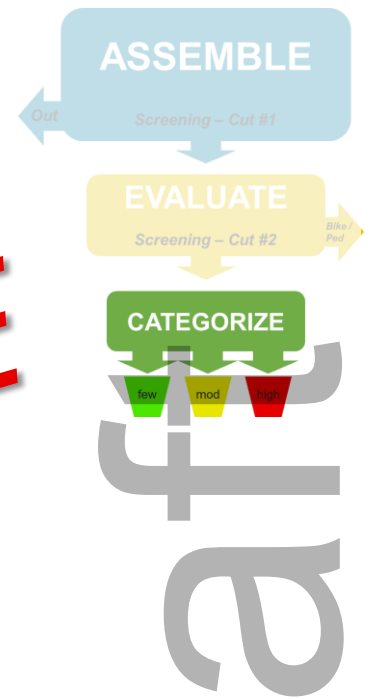 ASSEMBLE
Out
Screening – Cut #1
EVALUATE
Bike /
Ped
Screening – Cut #2
CATEGORIZE
few
mod
high
aft